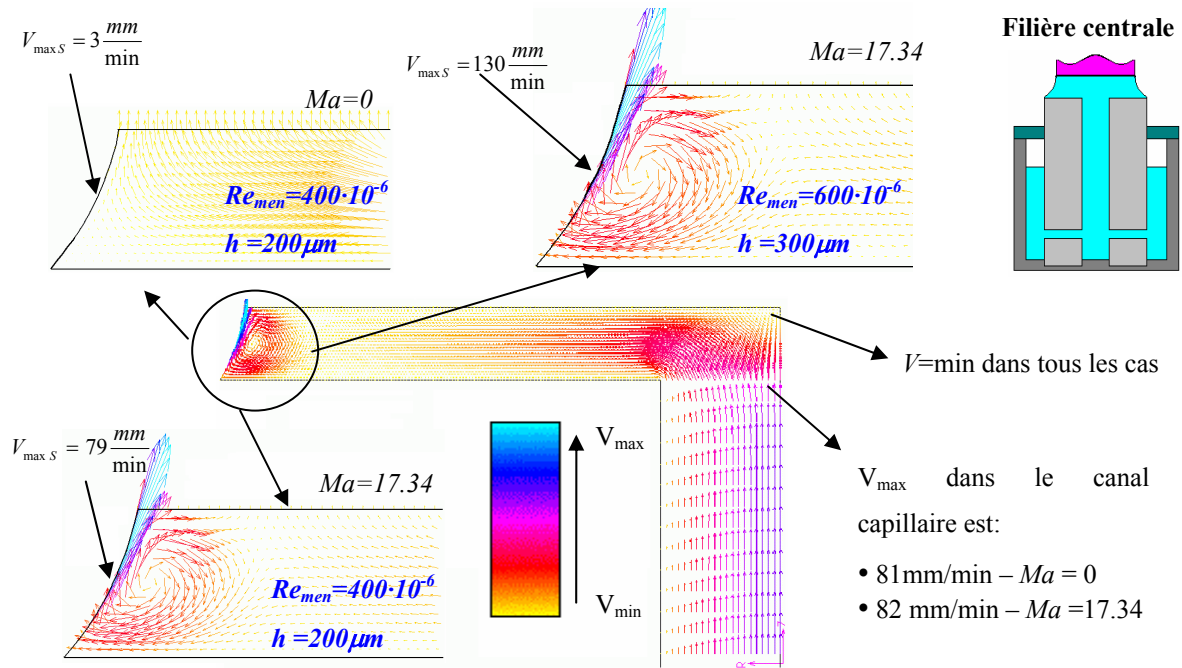 V_max S = 3 mm/min
Ma=0
Re_men=400·10^-6
h =200μm
V_max S = 130 mm/min
Ma=17.34
Re_men=600·10^-6
h =300μm
Filière centrale
V=min dans tous les cas
V_max S = 79 mm/min
Ma=17.34
Re_men=400·10^-6
h =200μm
V_max
V_min
V_max dans le canal
capillaire est:
• 81mm/min – Ma = 0
• 82 mm/min – Ma =17.34
R